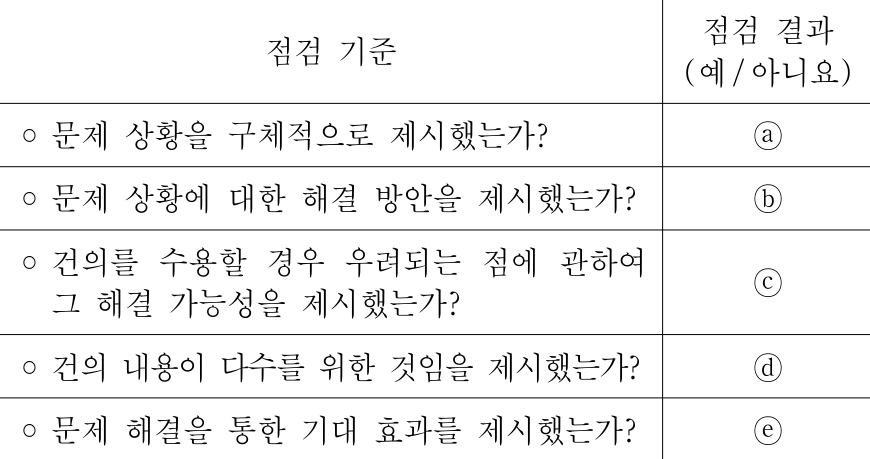 점검 기준
점검 결과
(예/아니요)
○ 문제 상황을 구체적으로 제시했는가?
ⓐ
○ 문제 상황에 대한 해결 방안을 제시했는가?
ⓑ
○ 건의를 수용할 경우 우려되는 점에 관하여
그 해결 가능성을 제시했는가?
ⓒ
○ 건의 내용이 다수를 위한 것임을 제시했는가?
ⓓ
○ 문제 해결을 통한 기대 효과를 제시했는가?
ⓔ